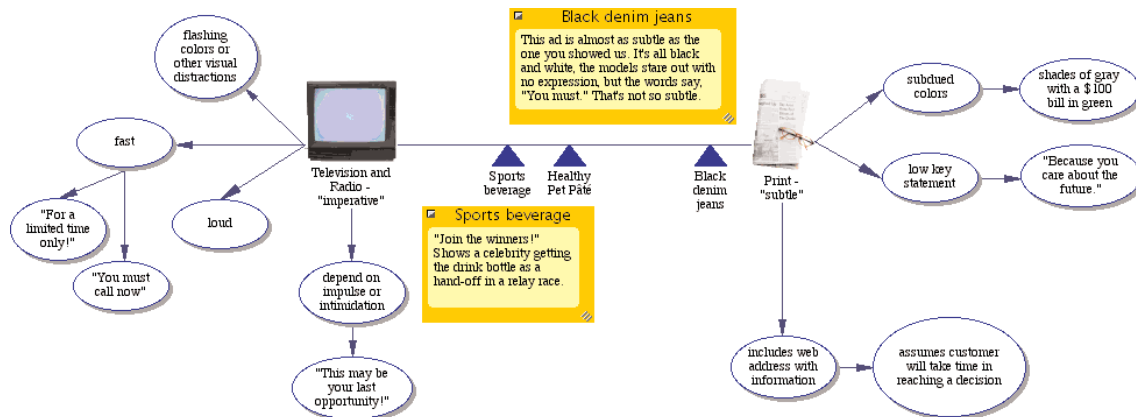 flashing
colors or
other visual
distractions
fast
"For a
limited time
only!"
"You must
call now"
loud
Television and
Radio -
"imperative"
depend on
impulse or
intimidation
"This may be
your last
opportunity!"
Black denim jeans
This ad is almost as subtle as the
one you showed us. It's all black
and white, the models stare out with
no expression, but the words say,
"You must." That's not so subtle.
Sports
beverage
Healthy
Pet Pâté
Black
denim
jeans
Sports beverage
"Join the winners!"
Shows a celebrity getting
the drink bottle as a
hand-off in a relay race.
Print -
"subtle"
subdued
colors
shades of gray
with a $100
bill in green
low key
statement
"Because you
care about the
future."
includes web
address with
information
assumes customer
will take time in
reaching a decision